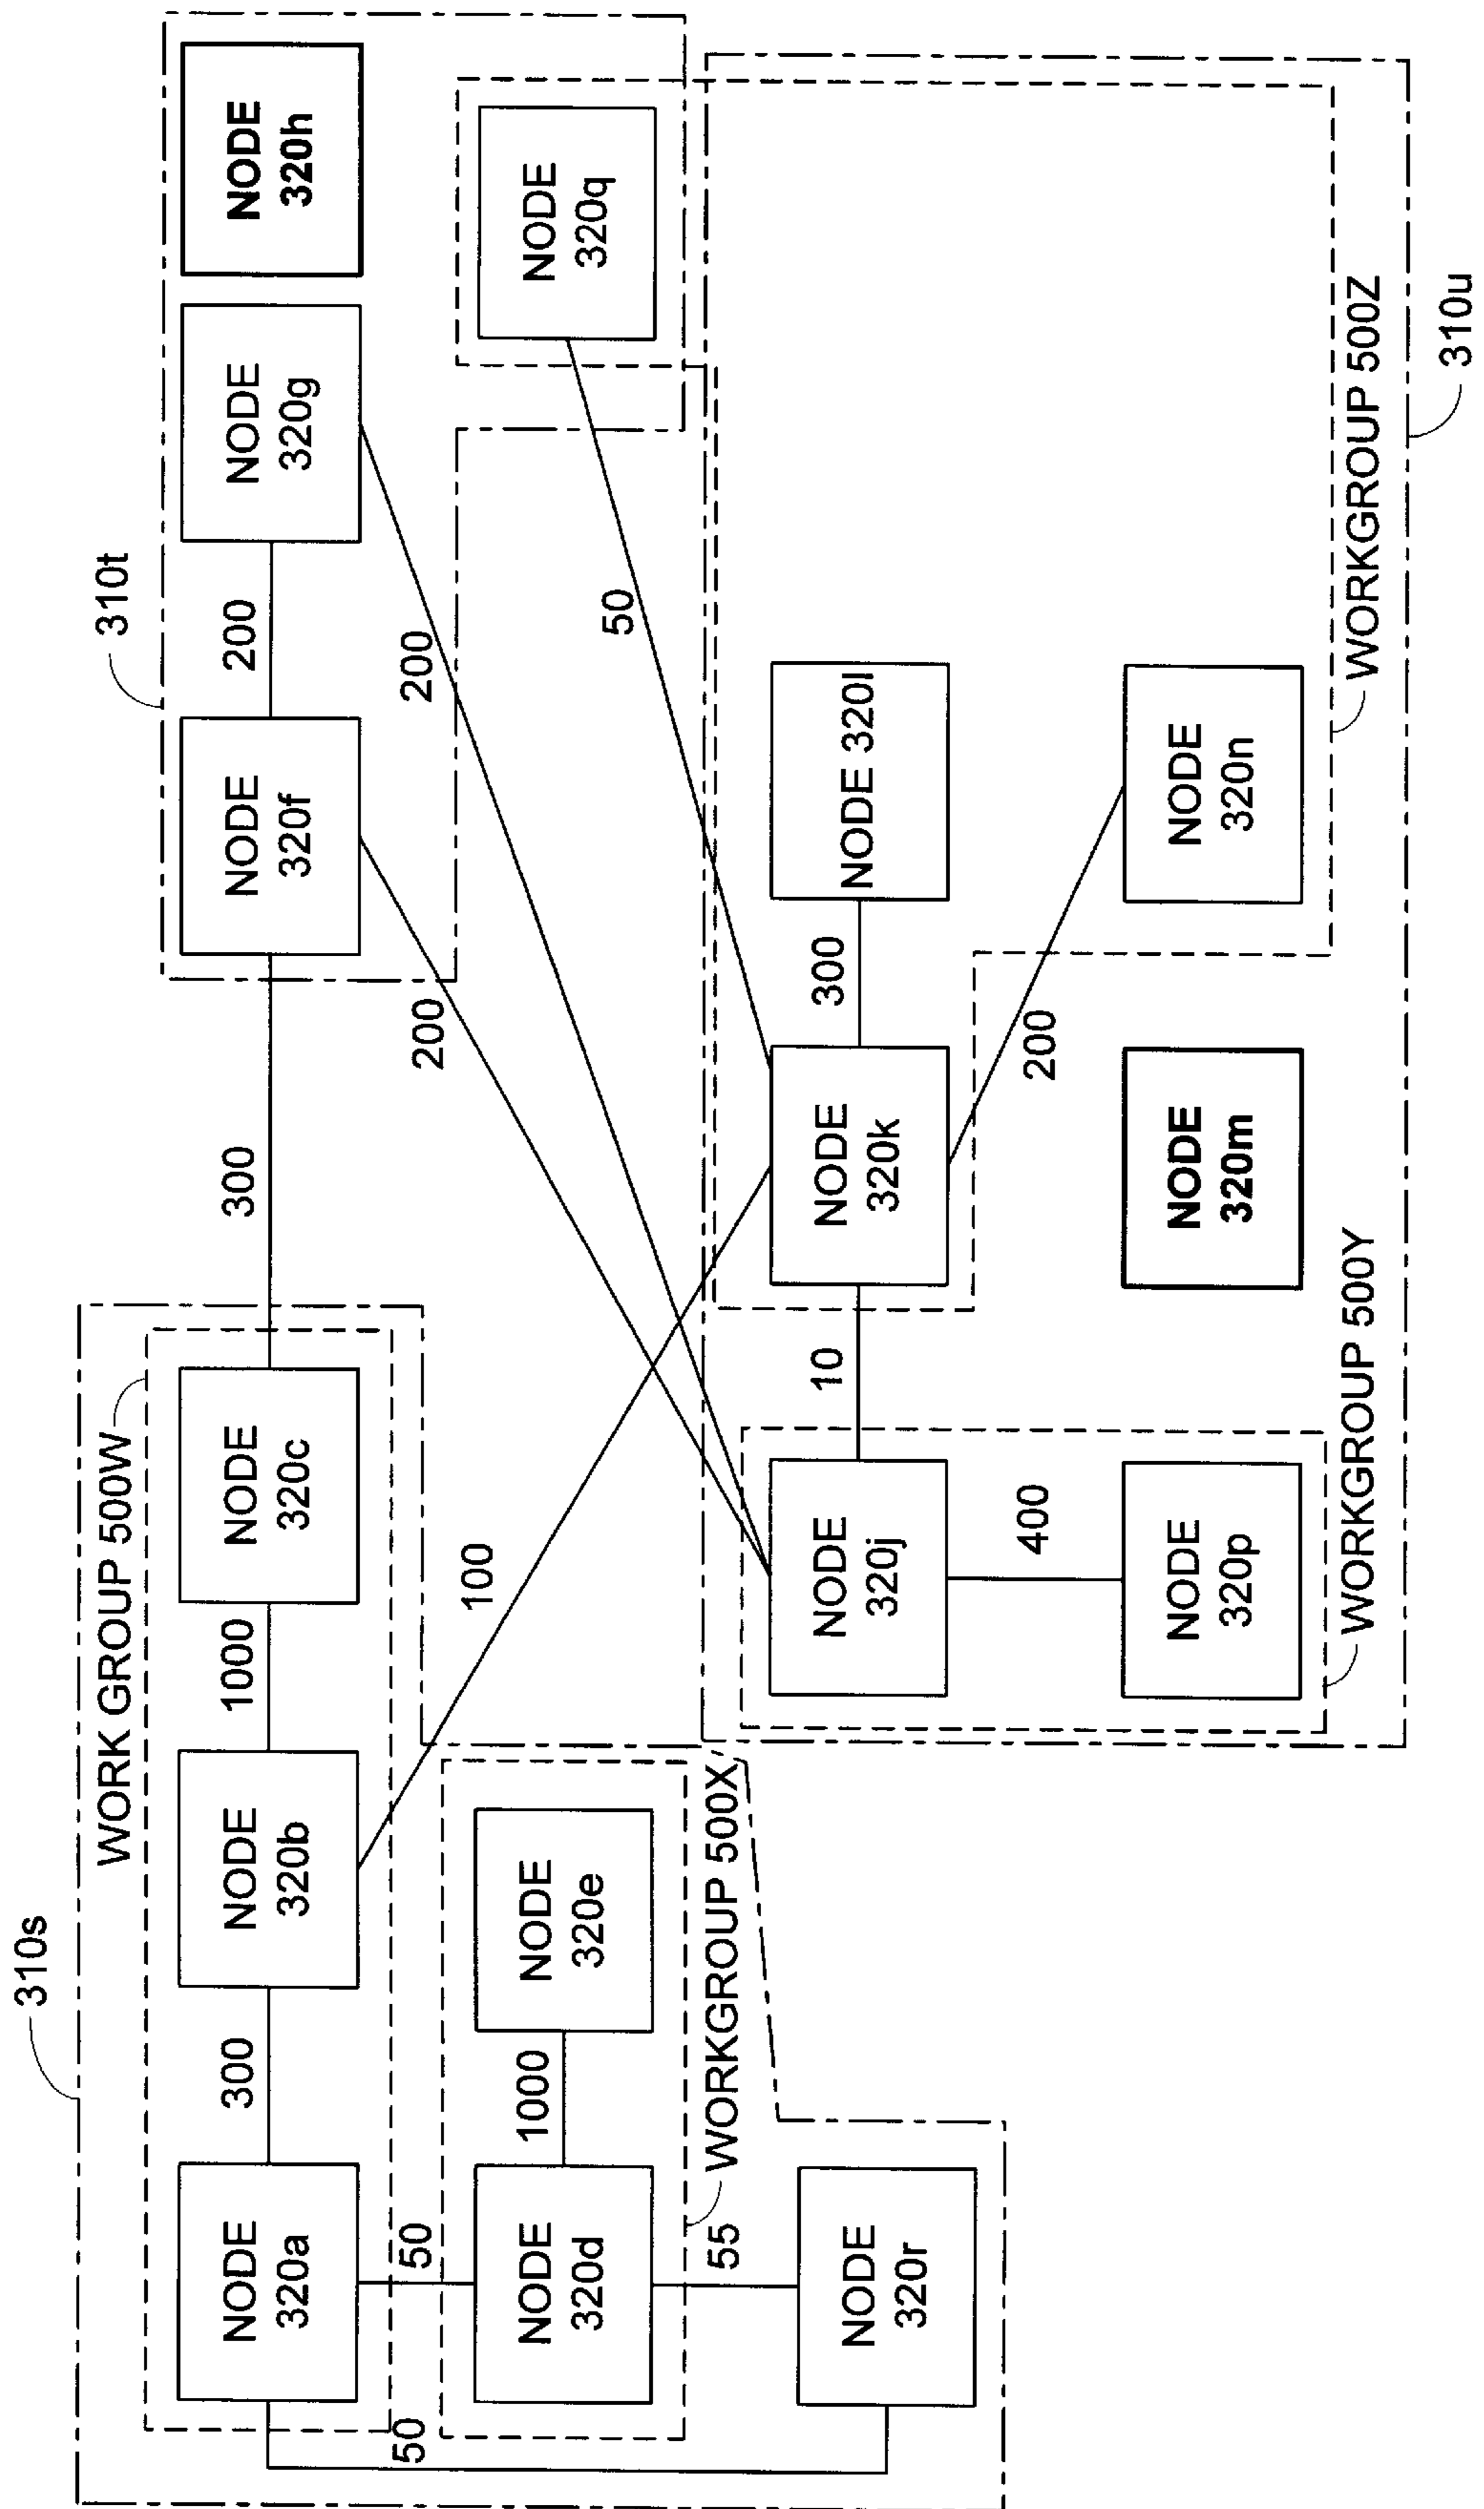 310s
WORK GROUP 500W
310t
NODE
320a
300
NODE
320b
1000
NODE
320c
300
NODE
320f
200
NODE
320g
NODE
320h
50
50
100
200
200
50
NODE
320d
1000
NODE
320e
NODE
320q
55
WORKGROUP 500X
NODE
320r
NODE
320j
10
NODE
320k
300
NODE 320l
400
200
NODE
320p
NODE
320m
NODE
320n
WORKGROUP 500Y
WORKGROUP 500Z
310u